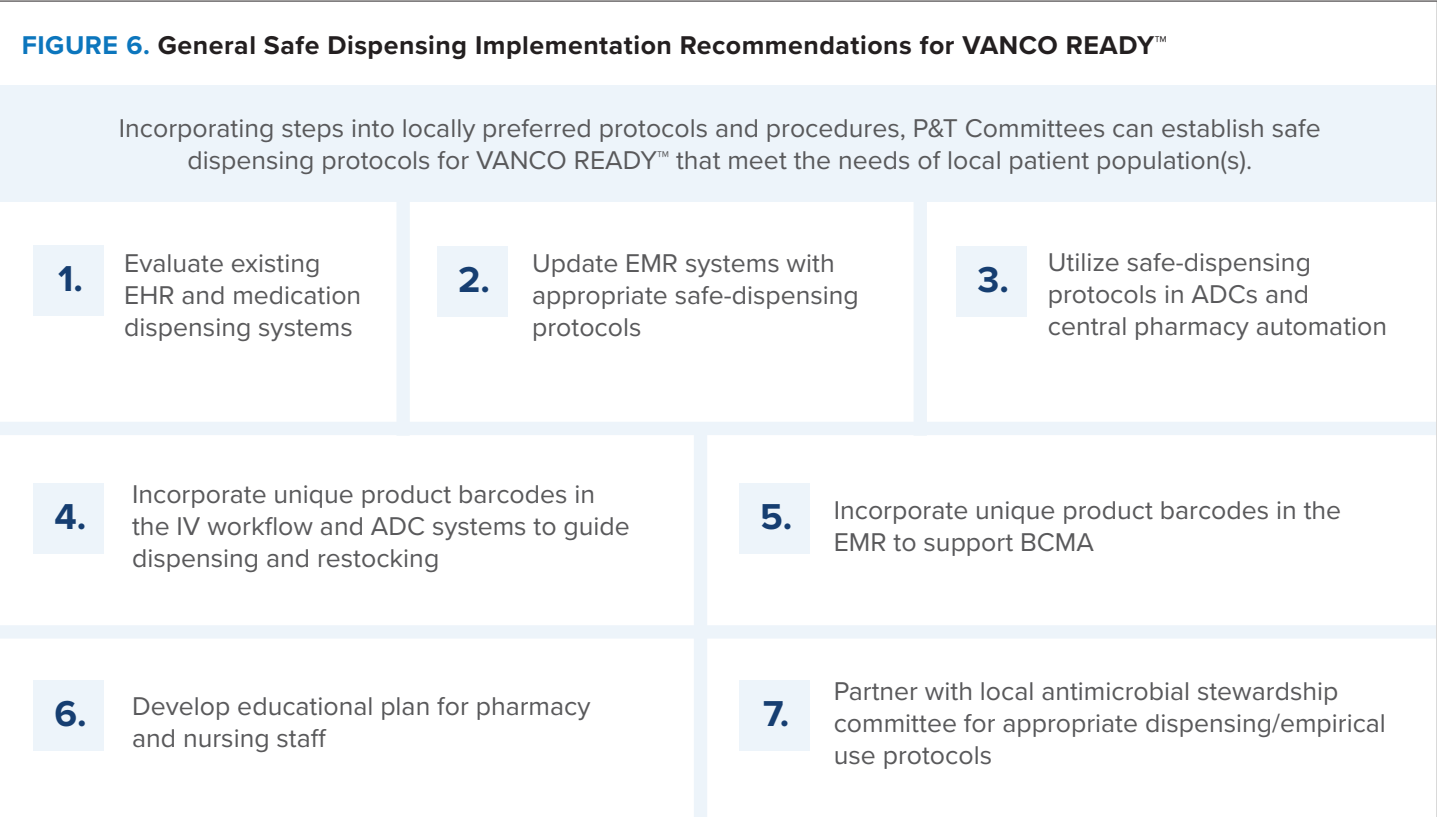 FIGURE 6. General Safe Dispensing Implementation Recommendations for VANCO READY™
Incorporating steps into locally preferred protocols and procedures, P&T Committees can establish safe
dispensing protocols for VANCO READY™ that meet the needs of local patient population(s).
1.
Evaluate existing
EHR and medication
dispensing systems
2.
Update EMR systems with
appropriate safe-dispensing
protocols
3.
Utilize safe-dispensing
protocols in ADCs and
central pharmacy automation
4.
Incorporate unique product barcodes in
the IV workflow and ADC systems to guide
dispensing and restocking
5.
Incorporate unique product barcodes in the
EMR to support BCMA
6.
Develop educational plan for pharmacy
and nursing staff
7.
Partner with local antimicrobial stewardship
committee for appropriate dispensing/empirical
use protocols